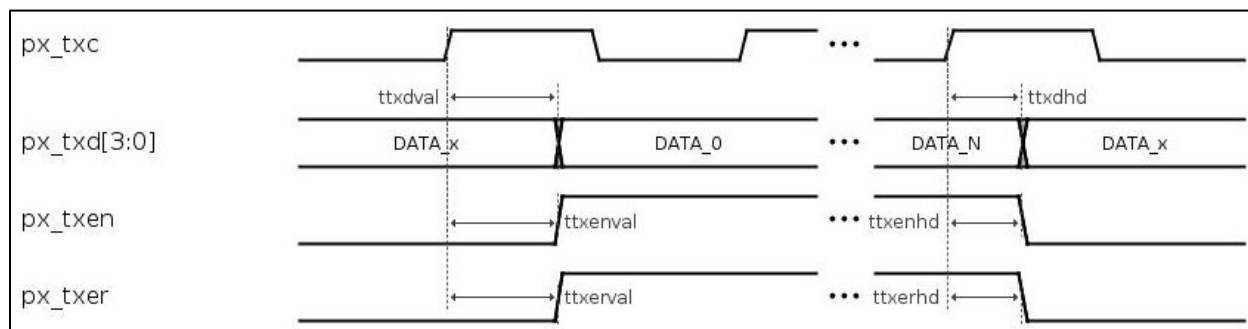 px_txc
ttxdval
ttxdhd
px_txd[3:0]
DATA_x
DATA_0
DATA_N
DATA_x
px_txen
ttxenval
ttxenhd
px_txer
ttxerval
ttxerhd